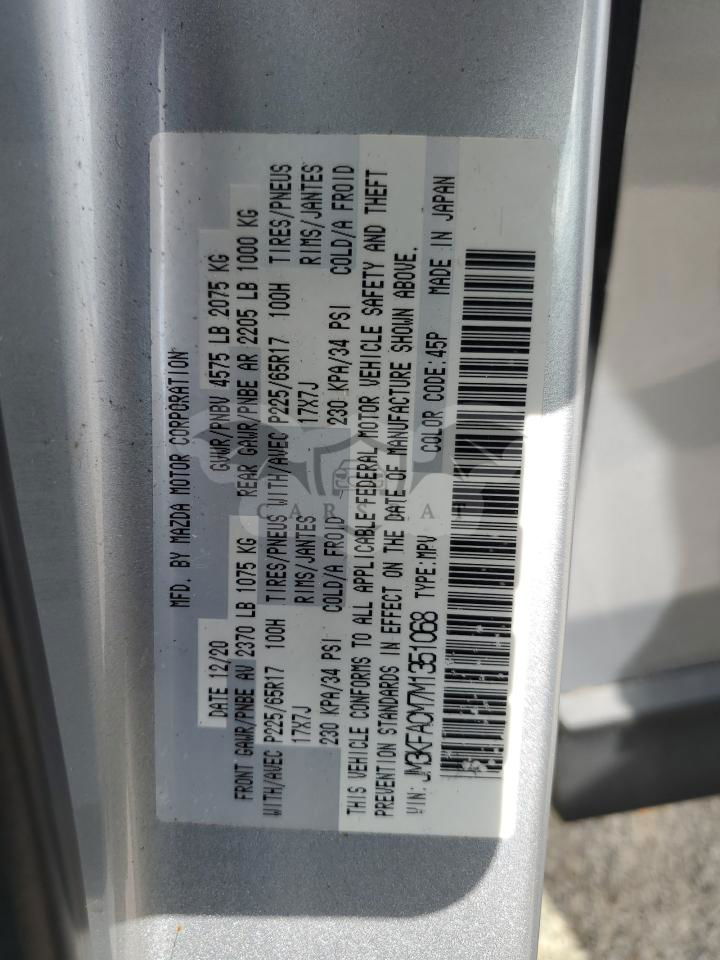 MFD. BY MAZDA MOTOR CORPORATION
DATE 12/20 GVWR/PNBV 4575 LB 2075 KG
FRONT GAWR/PNBE AV 2370 LB 1075 KG REAR GAWR/PNBE AR 2205 LB 1000 KG
WITH/AVEC P225/65R17 100H TIRES/PNEUS WITH/AVEC P225/65R17 100H TIRES/PNEUS
17X7J RIMS/JANTES 17X7J RIMS/JANTES
230 KPA/34 PSI COLD/A FROID 230 KPA/34 PSI COLD/A FROID
THIS VEHICLE CONFORMS TO ALL APPLICABLE FEDERAL MOTOR VEHICLE SAFETY AND THEFT
PREVENTION STANDARDS IN EFFECT ON THE DATE OF MANUFACTURE SHOWN ABOVE.
VIN: JM3KFACM7M1361068 TYPE:MPV COLOR CODE:45P MADE IN JAPAN